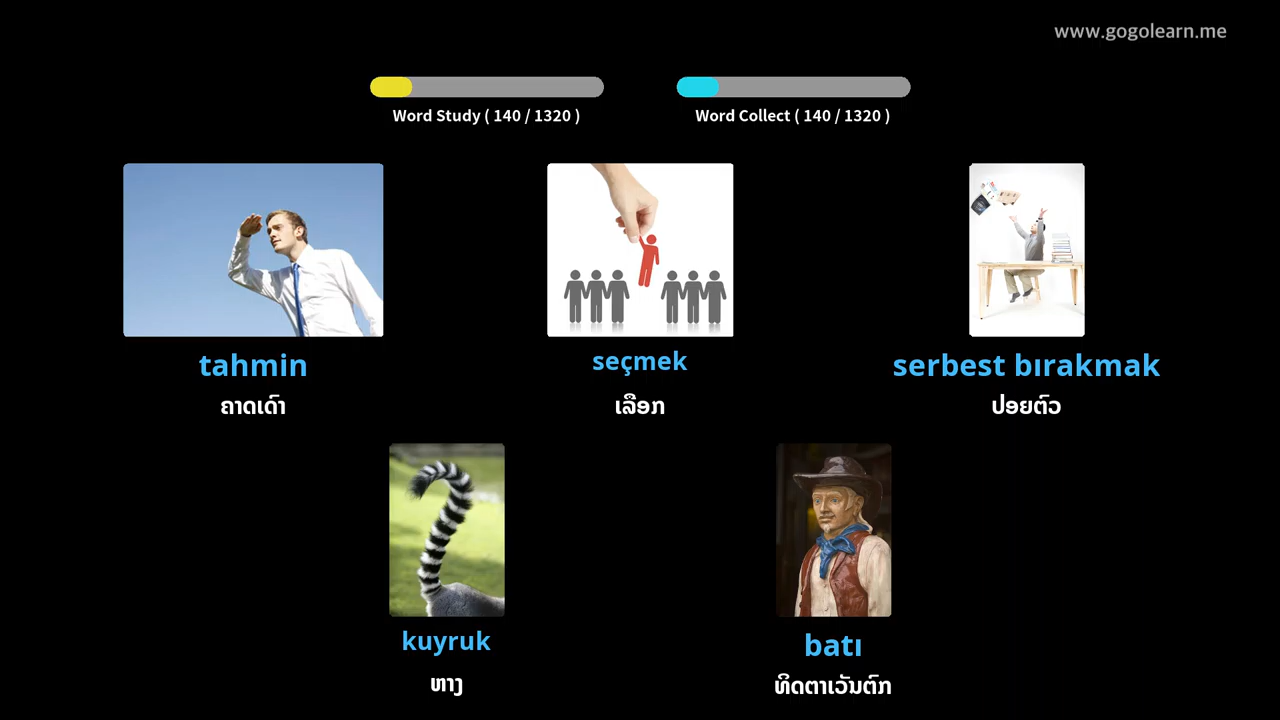 www.gogolearn.me
Word Study ( 140 / 1320 )
Word Collect ( 140 / 1320 )
tahmin
ຄາດເດົາ
seçmek
ເລືອກ
serbest bırakmak
ປ່ອຍຕົວ
kuyruk
ຫາງ
batı
ທິດຕາເວັນຕົກ